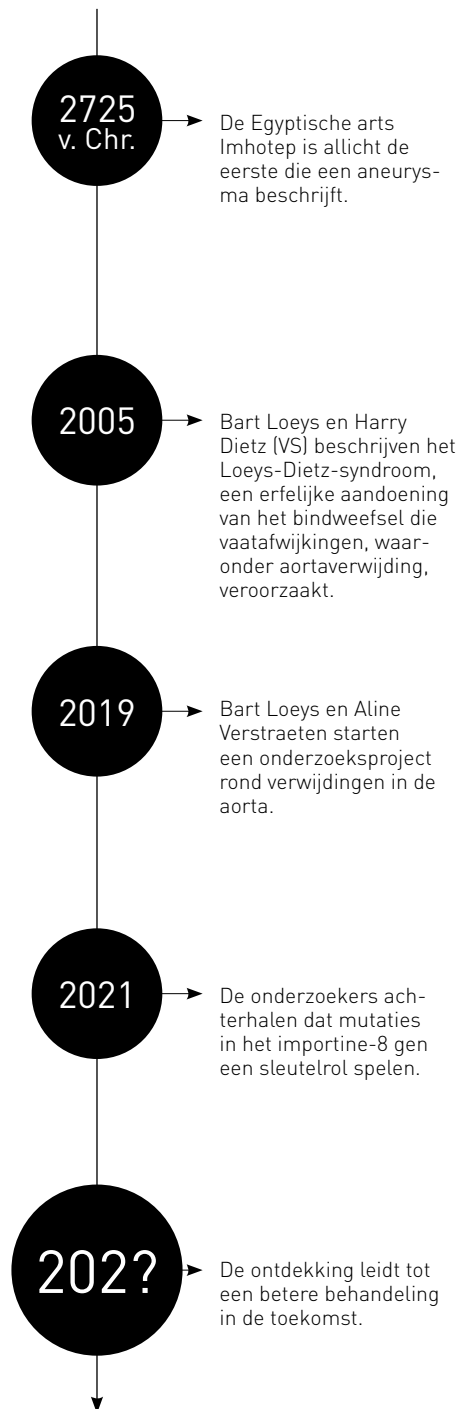 2725
v. Chr.
De Egyptische arts
Imhotep is allicht de
eerste die een aneurys-
ma beschrijft.
2005
Bart Loeys en Harry
Dietz (VS) beschrijven het
Loeys-Dietz-syndroom,
een erfelijke aandoening
van het bindweefsel die
vaatafwijkingen, waar-
onder aortaverwijding,
veroorzaakt.
2019
Bart Loeys en Aline
Verstraeten starten
een onderzoeksproject
rond verwijdingen in de
aorta.
2021
De onderzoekers ach-
terhalen dat mutaties
in het importine-8 gen
een sleutelrol spelen.
202?
De ontdekking leidt tot
een betere behandeling
in de toekomst.